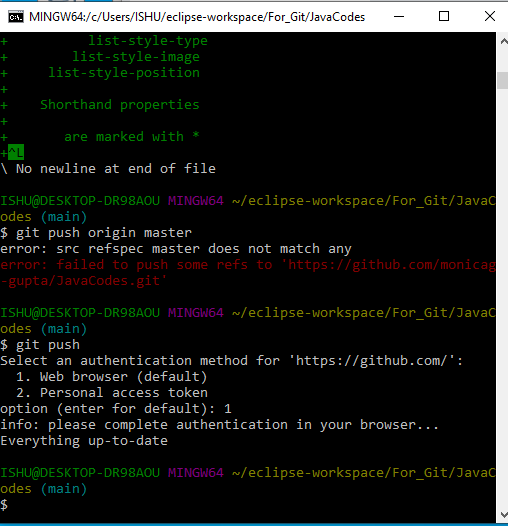 MINGW64:/c/Users/ISHU/eclipse-workspace/For_Git/JavaCodes
+ list-style-type
+ list-style-image
+ list-style-position
+
+ Shorthand properties
+
+ are marked with *
+^L
\ No newline at end of file
ISHU@DESKTOP-DR98AOU MINGW64 ~/eclipse-workspace/For_Git/JavaC
odes (main)
$ git push origin master
error: src refspec master does not match any
error: failed to push some refs to 'https://github.com/monicag
-gupta/JavaCodes.git'
ISHU@DESKTOP-DR98AOU MINGW64 ~/eclipse-workspace/For_Git/JavaC
odes (main)
$ git push
Select an authentication method for 'https://github.com/':
1. Web browser (default)
2. Personal access token
option (enter for default): 1
info: please complete authentication in your browser...
Everything up-to-date
ISHU@DESKTOP-DR98AOU MINGW64 ~/eclipse-workspace/For_Git/JavaC
odes (main)
$